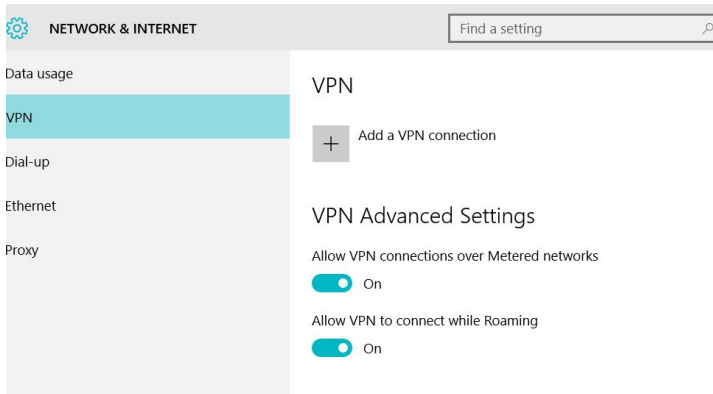 NETWORK & INTERNET
Find a setting
Data usage
VPN
Dial-up
Ethernet
Proxy
VPN
Add a VPN connection
VPN Advanced Settings
Allow VPN connections over Metered networks
On
Allow VPN to connect while Roaming
On